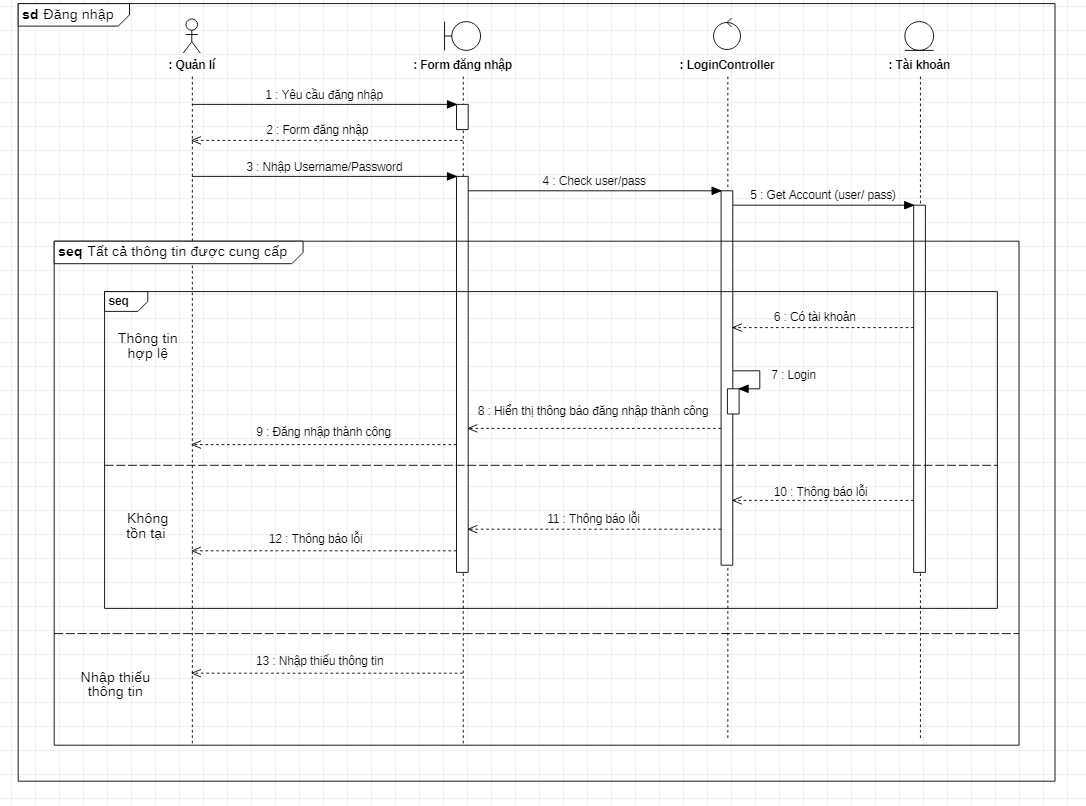 sd Đăng nhập
: Quản lí
: Form đăng nhập
: LoginController
: Tài khoản
1 : Yêu cầu đăng nhập
2 : Form đăng nhập
3 : Nhập Username/Password
4 : Check user/pass
5 : Get Account (user/ pass)
seq Tất cả thông tin được cung cấp
seq
6 : Có tài khoản
Thông tin
hợp lệ
7 : Login
8 : Hiển thị thông báo đăng nhập thành công
9 : Đăng nhập thành công
10 : Thông báo lỗi
Không
tồn tại
11 : Thông báo lỗi
12 : Thông báo lỗi
13 : Nhập thiếu thông tin
Nhập thiếu
thông tin